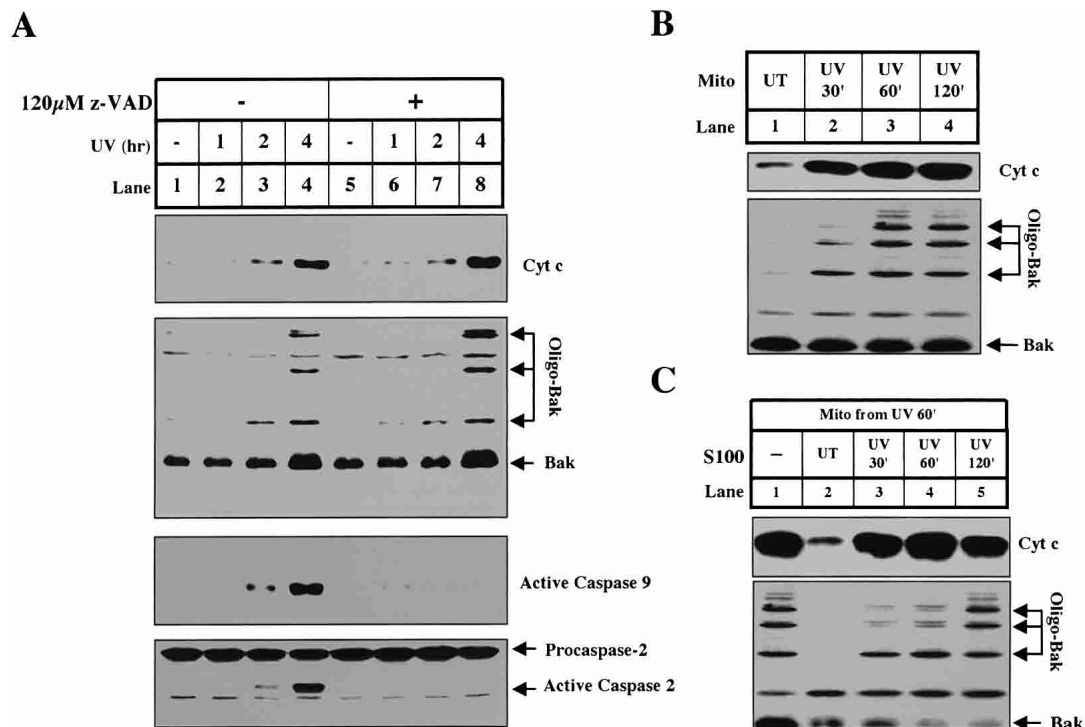 A
120µM z-VAD - +
UV (hr) - 1 2 4 - 1 2 4
Lane 1 2 3 4 5 6 7 8
Cyt c
Oligo-Bak
Bak
Active Caspase 9
Procaspase-2
Active Caspase 2
B
Mito UT UV 30' UV 60' UV 120'
Lane 1 2 3 4
Cyt c
Oligo-Bak
Bak
C
Mito from UV 60'
S100 – UT UV 30' UV 60' UV 120'
Lane 1 2 3 4 5
Cyt c
Oligo-Bak
Bak